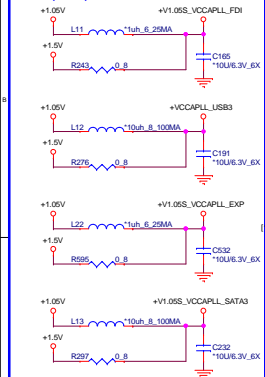 +1.05V +V1.05S_VCCAPLL_FDI
L11 *1uh_6_25MA
+1.5V
C165
R243 0_8 *10U/6.3V_6X
B
+1.05V +VCCAPLL_USB3
L12 *10uh_8_100MA
+1.5V
C191
R276 0_8 *10U/6.3V_6X
+1.05V +V1.05S_VCCAPLL_EXP
L22 *1uh_6_25MA
+1.5V
C532
R595 0_8 *10U/6.3V_6X
+1.05V +V1.05S_VCCAPLL_SATA3
L13 *10uh_8_100MA
+1.5V
C232
R297 0_8 *10U/6.3V_6X